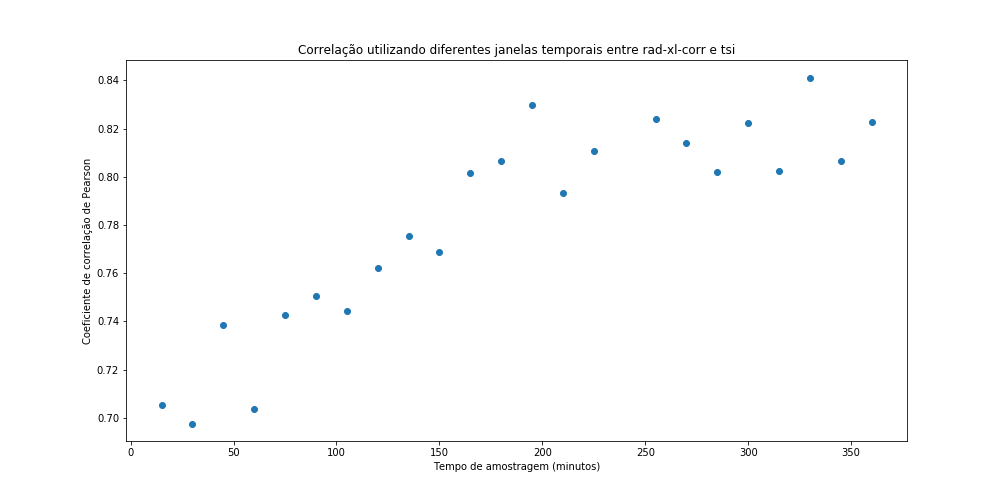 Correlação utilizando diferentes janelas temporais entre rad-xl-corr e tsi
Coeficiente de correlação de Pearson
0.84
0.82
0.80
0.78
0.76
0.74
0.72
0.70
0 50 100 150 200 250 300 350
Tempo de amostragem (minutos)